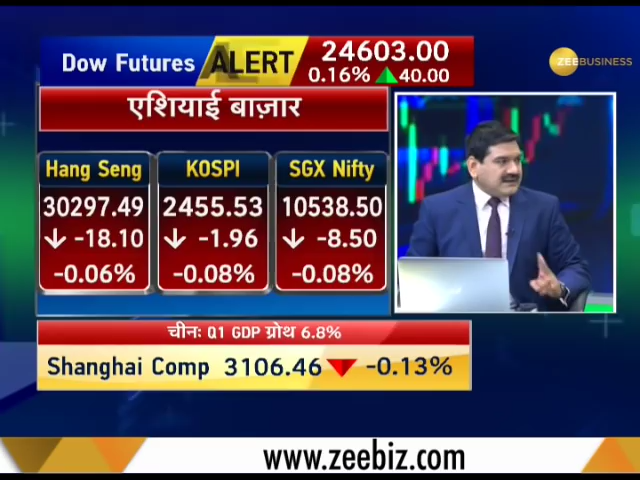 Dow Futures
ALERT
24603.00
0.16% 40.00
ZEEBUSINESS
एशियाई बाज़ार
Hang Seng
30297.49
-18.10
-0.06%
KOSPI
2455.53
-1.96
-0.08%
SGX Nifty
10538.50
-8.50
-0.08%
चीनः Q1 GDP ग्रोथ 6.8%
Shanghai Comp 3106.46 -0.13%
www.zeebiz.com